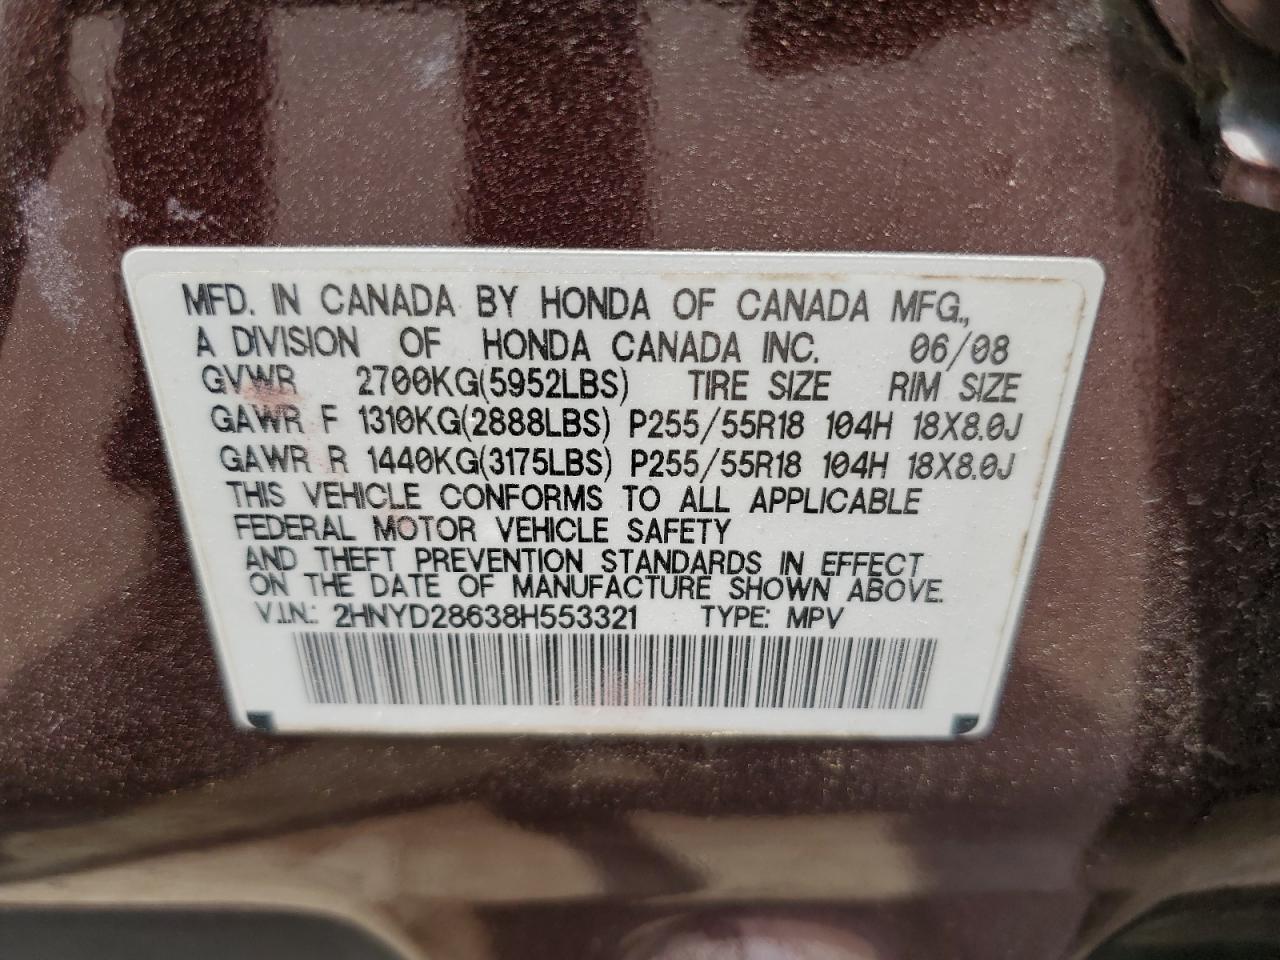 MFD. IN CANADA BY HONDA OF CANADA MFG.,
A DIVISION OF HONDA CANADA INC. 06/08
GVWR 2700KG(5952LBS) TIRE SIZE RIM SIZE
GAWR F 1310KG(2888LBS) P255/55R18 104H 18X8.0J
GAWR R 1440KG(3175LBS) P255/55R18 104H 18X8.0J
THIS VEHICLE CONFORMS TO ALL APPLICABLE
FEDERAL MOTOR VEHICLE SAFETY
AND THEFT PREVENTION STANDARDS IN EFFECT
ON THE DATE OF MANUFACTURE SHOWN ABOVE.
V.I.N.: 2HNYD28638H553321 TYPE: MPV